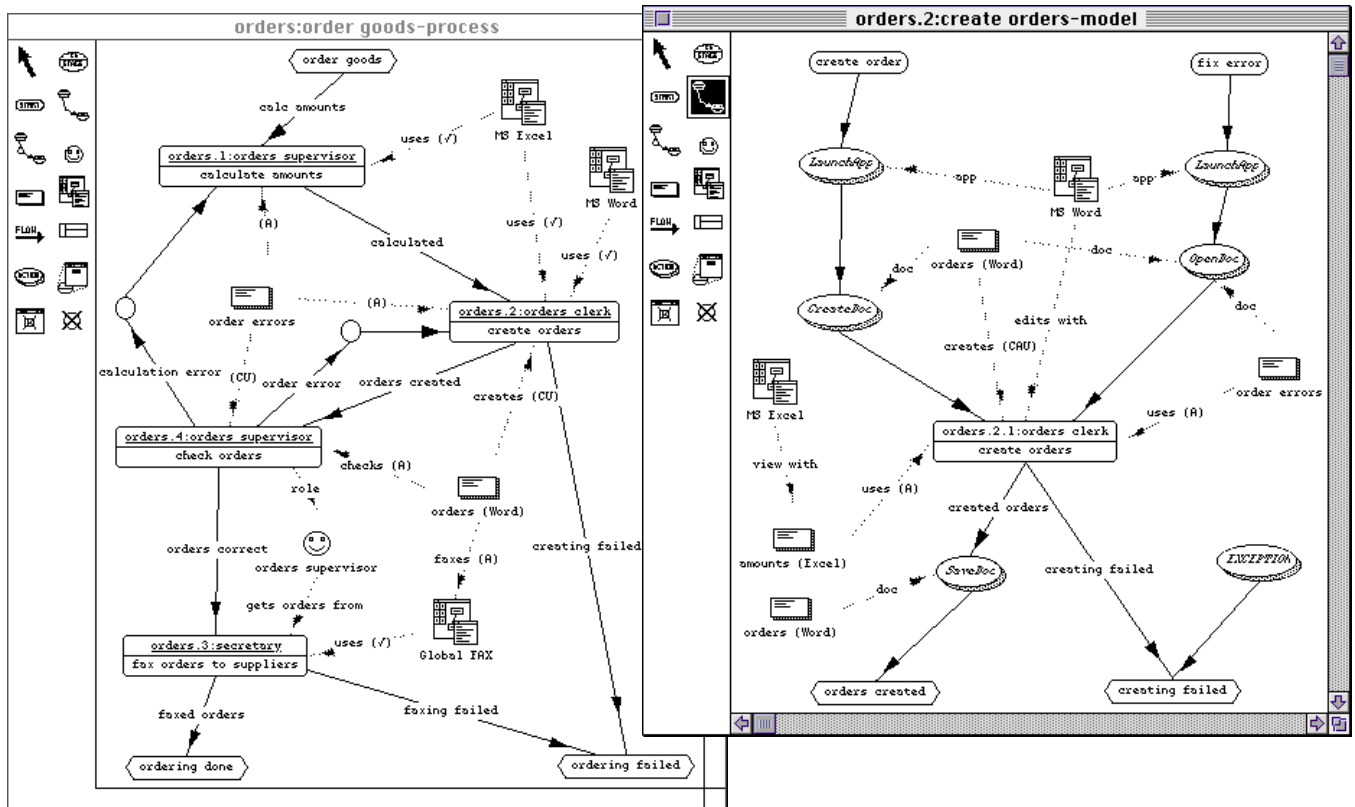 orders:order goods-process
START
FLOW
ACTION
order goods
calc amounts
uses (√)
MS Excel
orders.1:orders supervisor
calculate amounts
MS Word
(A)
uses (√)
calculated
uses (√)
order errors
(A)
orders.2:orders clerk
create orders
calculation error
(CU)
order error
orders created
creates (CU)
orders.4:orders supervisor
check orders
checks (A)
role
orders (Word)
orders correct
orders supervisor
faxes (A)
creating failed
gets orders from
orders.3:secretary
fax orders to suppliers
uses (√)
Global FAX
faxed orders
faxing failed
ordering done
ordering failed
orders.2:create orders-model
START
FLOW
ACTION
create order
fix error
LaunchApp
LaunchApp
app
app
MS Word
orders (Word)
doc
OpenDoc
doc
CreateDoc
edits with
doc
creates (CAU)
MS Excel
order errors
uses (A)
orders.2.1:orders clerk
create orders
view with
uses (A)
created orders
amounts (Excel)
SaveDoc
creating failed
EXCEPTION
doc
orders (Word)
orders created
creating failed